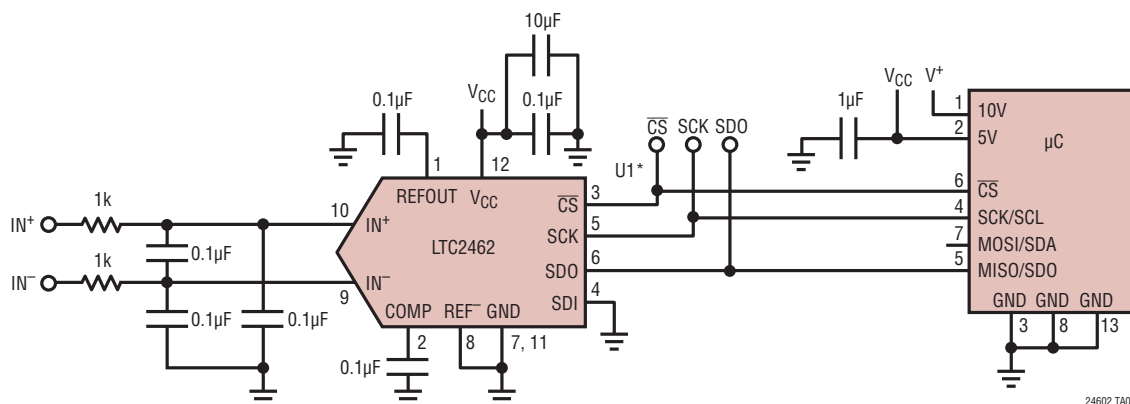 10µF
VCC
0.1µF
0.1µF
1
12
REFOUT
VCC
IN+
1k
10
IN+
0.1µF
LTC2462
IN−
1k
9
IN−
0.1µF
0.1µF
COMP
REF−
GND
2
8
7, 11
0.1µF
CS
3
SCK
5
SDO
6
SDI
4
CS
SCK
SDO
U1*
1µF
VCC
V+
1
10V
2
5V
µC
6
CS
4
SCK/SCL
7
MOSI/SDA
5
MISO/SDO
GND
GND
GND
3
8
13